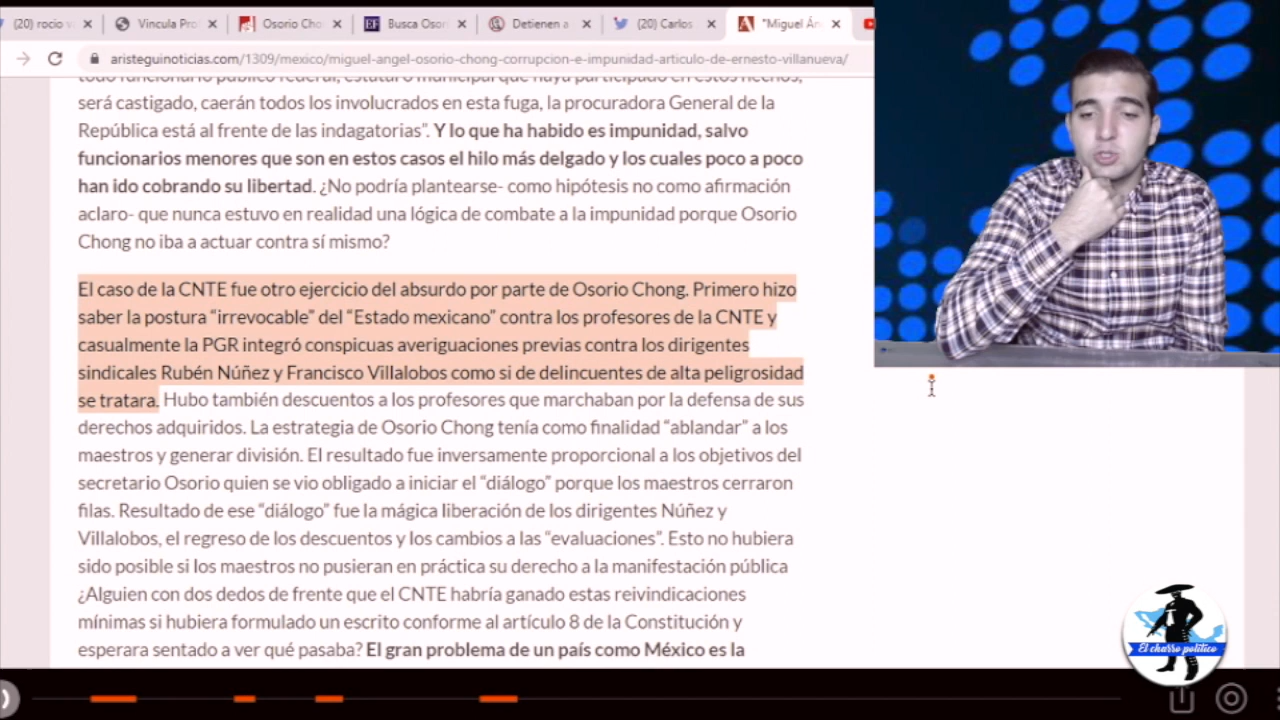 (20) rocio v
Vincula Pro
Osorio Cho
EF
Busca Osor
Detienen a
(20) Carlos
"Miguel Án
aristeguinoticias.com/1309/mexico/miguel-angel-osorio-chong-corrupcion-e-impunidad-articulo-de-ernesto-villanueva/
todo funcionario público federal, estatal o municipal que haya participado en estos hechos,
será castigado, caerán todos los involucrados en esta fuga, la procuradora General de la
República está al frente de las indagatorias”. Y lo que ha habido es impunidad, salvo
funcionarios menores que son en estos casos el hilo más delgado y los cuales poco a poco
han ido cobrando su libertad. ¿No podría plantearse- como hipótesis no como afirmación
aclaro- que nunca estuvo en realidad una lógica de combate a la impunidad porque Osorio
Chong no iba a actuar contra sí mismo?
El caso de la CNTE fue otro ejercicio del absurdo por parte de Osorio Chong. Primero hizo
saber la postura “irrevocable” del “Estado mexicano” contra los profesores de la CNTE y
casualmente la PGR integró conspicuas averiguaciones previas contra los dirigentes
sindicales Rubén Núñez y Francisco Villalobos como si de delincuentes de alta peligrosidad
se tratara. Hubo también descuentos a los profesores que marchaban por la defensa de sus
derechos adquiridos. La estrategia de Osorio Chong tenía como finalidad “ablandar” a los
maestros y generar división. El resultado fue inversamente proporcional a los objetivos del
secretario Osorio quien se vio obligado a iniciar el “diálogo” porque los maestros cerraron
filas. Resultado de ese “diálogo” fue la mágica liberación de los dirigentes Núñez y
Villalobos, el regreso de los descuentos y los cambios a las “evaluaciones”. Esto no hubiera
sido posible si los maestros no pusieran en práctica su derecho a la manifestación pública
¿Alguien con dos dedos de frente que el CNTE habría ganado estas reivindicaciones
mínimas si hubiera formulado un escrito conforme al artículo 8 de la Constitución y
esperara sentado a ver qué pasaba? El gran problema de un país como México es la
El charro político